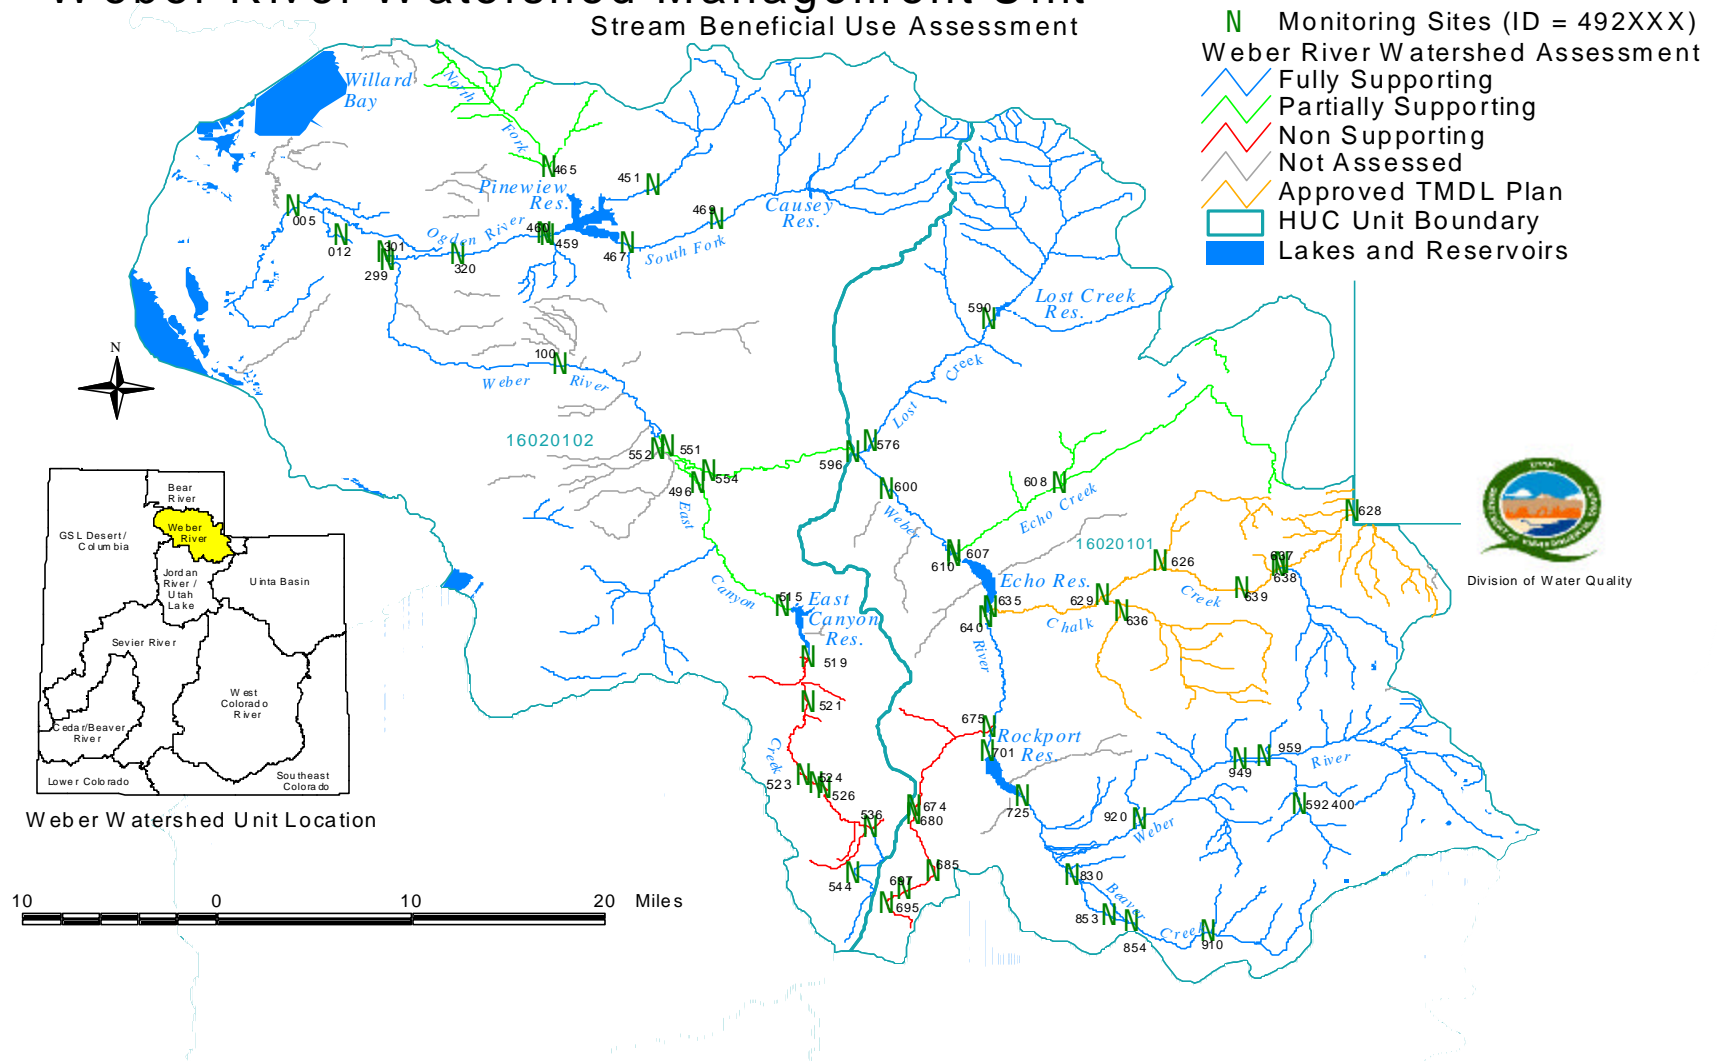 Weber River Watershed Management Unit
Stream Beneficial Use Assessment
N Monitoring Sites (ID = 492XXX)
Weber River Watershed Assessment
Fully Supporting
Partially Supporting
Non Supporting
Not Assessed
Approved TMDL Plan
HUC Unit Boundary
Lakes and Reservoirs
Willard
Bay
North
Fork
465
451
Pinewiew
Res.
469
Causey
Res.
005
012
301
299
Ogden River
320
460
459
467
South Fork
Lost Creek
Res.
590
N
100
Weber River
Lost Creek
16020102
552
551
554
496
596
576
600
608
Echo Creek
Weber
607
610
16020101
628
626
637
638
639
Creek
Echo Res.
635
629
Chalk
636
640
River
East
Canyon
515
East
Canyon
Res.
519
521
Creek
523
524
526
536
544
674
680
685
697
695
675
Rockport
Res.
701
725
959
949
River
592400
920
Weber
830
Beaver
853
854
Creek
910
Division of Water Quality
Bear
River
Weber
River
GSL Desert/
Columbia
Jordan
River/
Utah
Lake
Uinta Basin
Sevier River
West
Colorado
River
Cedar/Beaver
River
Lower Colorado
Southeast
Colorado
Weber Watershed Unit Location
10 0 10 20 Miles